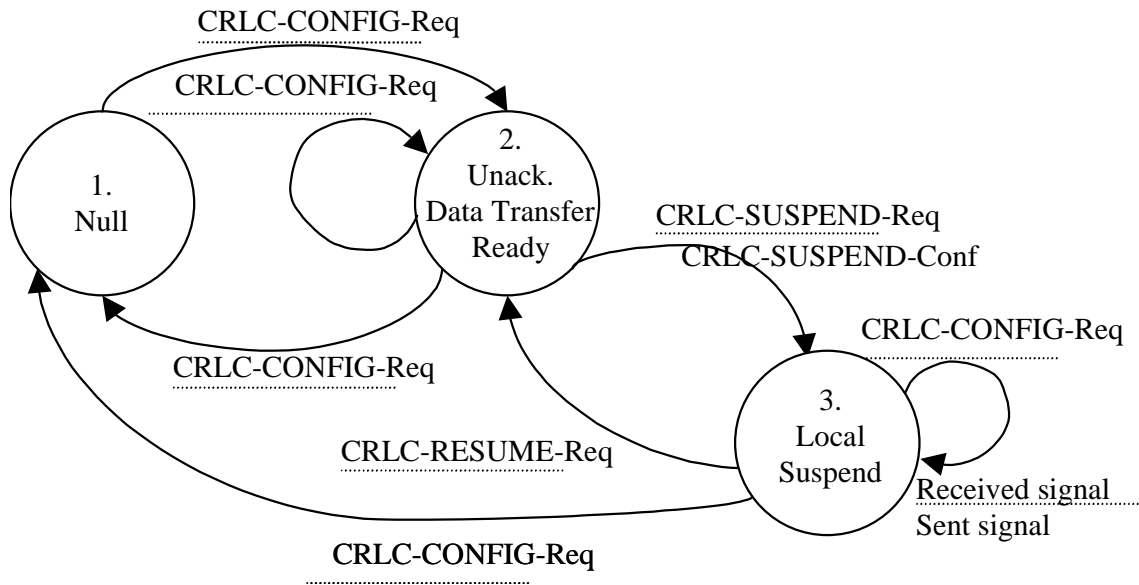 CRLC-CONFIG-Req
CRLC-CONFIG-Req
1.
Null
2.
Unack.
Data Transfer
Ready
CRLC-SUSPEND-Req
CRLC-SUSPEND-Conf
CRLC-CONFIG-Req
CRLC-CONFIG-Req
3.
Local
Suspend
CRLC-RESUME-Req
Received signal
Sent signal
CRLC-CONFIG-Req